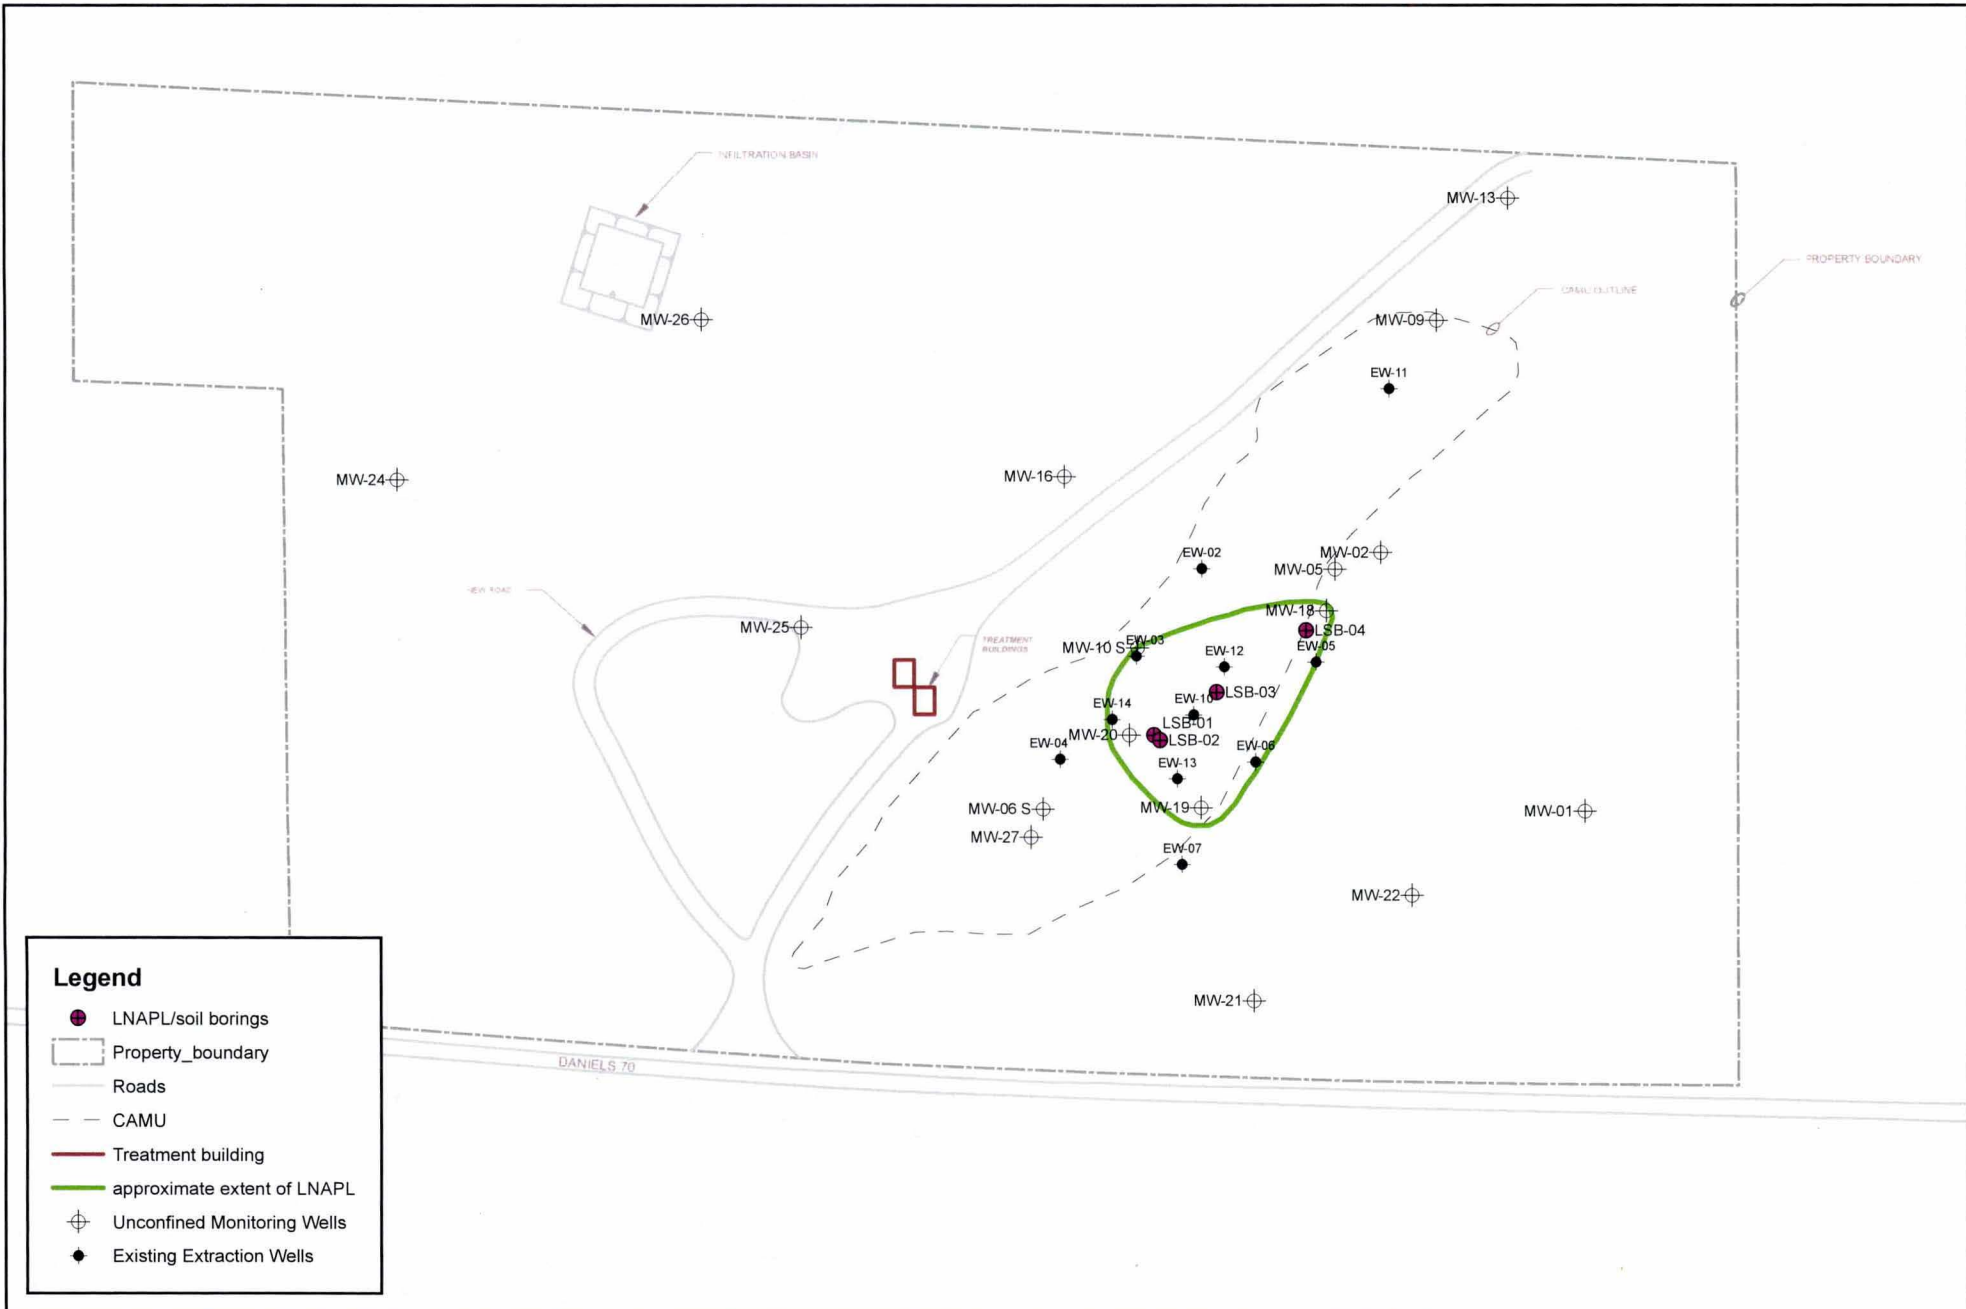 INFILTRATION BASIN
MW-13
PROPERTY BOUNDARY
CAMU OUTLINE
MW-26
MW-09
EW-11
MW-24
MW-16
EW-02
MW-02
MW-05
NEW ROAD
MW-18
MW-25
LSB-04
TREATMENT
BUILDINGS
MW-10 S
EW-03
EW-05
EW-12
LSB-03
EW-14
EW-10
LSB-01
MW-20
LSB-02
EW-04
EW-06
EW-13
MW-06 S
MW-19
MW-01
MW-27
EW-07
MW-22
MW-21
DANIELS 70
Legend
LNAPL/soil borings
Property_boundary
Roads
CAMU
Treatment building
approximate extent of LNAPL
Unconfined Monitoring Wells
Existing Extraction Wells